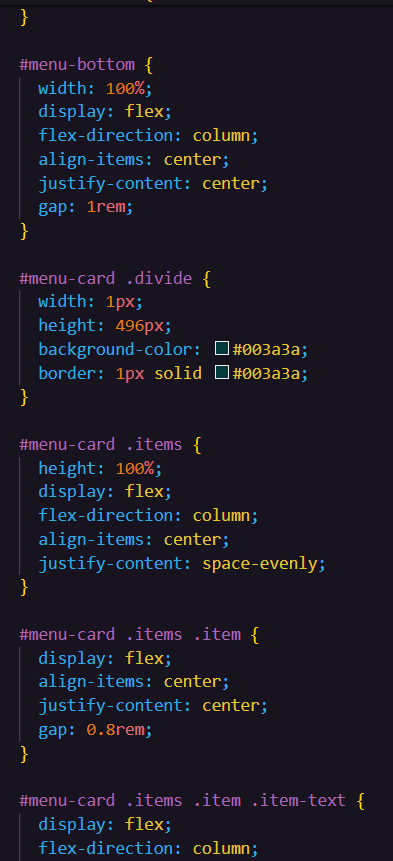 }
#menu-bottom {
  width: 100%;
  display: flex;
  flex-direction: column;
  align-items: center;
  justify-content: center;
  gap: 1rem;
}
#menu-card .divide {
  width: 1px;
  height: 496px;
  background-color: #003a3a;
  border: 1px solid #003a3a;
}
#menu-card .items {
  height: 100%;
  display: flex;
  flex-direction: column;
  align-items: center;
  justify-content: space-evenly;
}
#menu-card .items .item {
  display: flex;
  align-items: center;
  justify-content: center;
  gap: 0.8rem;
}
#menu-card .items .item .item-text {
  display: flex;
  flex-direction: column;